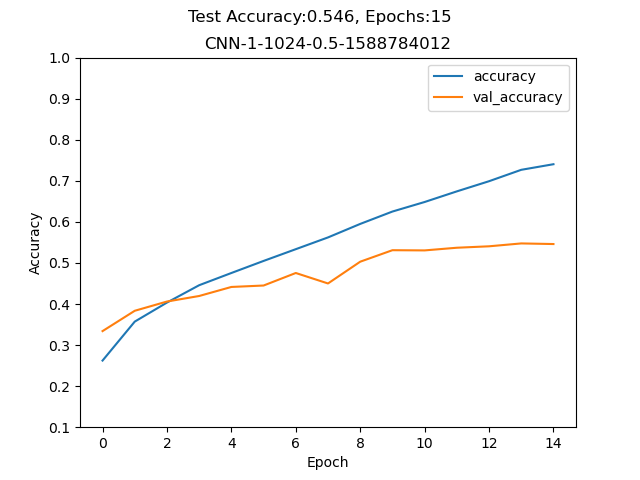 Test Accuracy:0.546, Epochs:15
CNN-1-1024-0.5-1588784012
accuracy
val_accuracy
1.0
0.9
0.8
0.7
0.6
0.5
0.4
0.3
0.2
0.1
Accuracy
0 2 4 6 8 10 12 14
Epoch